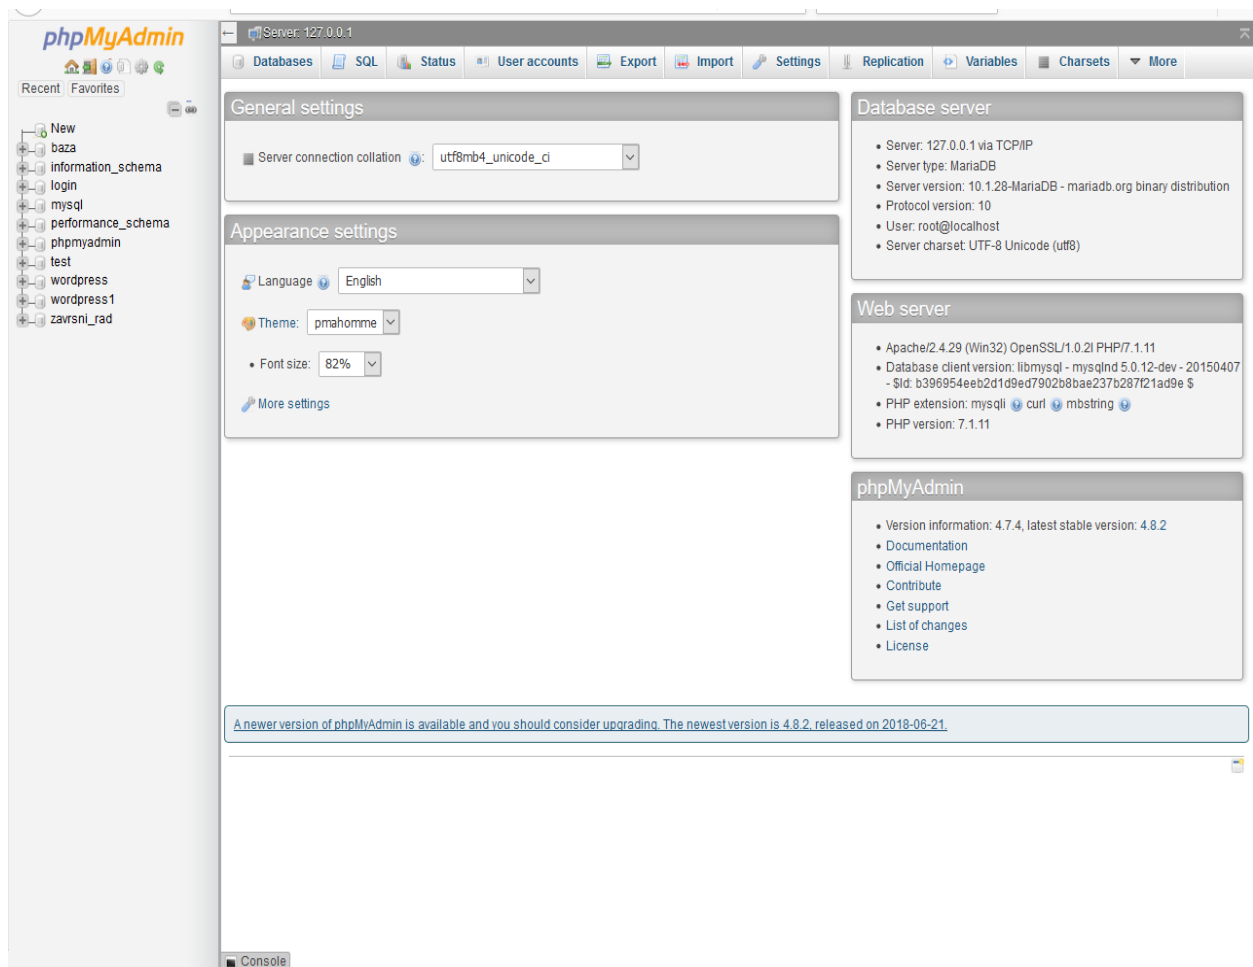 phpMyAdmin
Recent Favorites
New
baza
information_schema
login
mysql
performance_schema
phpmyadmin
test
wordpress
wordpress1
zavrsni_rad
Server: 127.0.0.1
Databases SQL Status User accounts Export Import Settings Replication Variables Charsets More
General settings
Server connection collation : utf8mb4_unicode_ci
Appearance settings
Language English
Theme: pmahomme
• Font size: 82%
More settings
Database server
• Server: 127.0.0.1 via TCP/IP
• Server type: MariaDB
• Server version: 10.1.28-MariaDB - mariadb.org binary distribution
• Protocol version: 10
• User: root@localhost
• Server charset: UTF-8 Unicode (utf8)
Web server
• Apache/2.4.29 (Win32) OpenSSL/1.0.2l PHP/7.1.11
• Database client version: libmysql - mysqlnd 5.0.12-dev - 20150407
- $Id: b396954eeb2d1d9ed7902b8bae237b287f21ad9e $
• PHP extension: mysqli curl mbstring
• PHP version: 7.1.11
phpMyAdmin
• Version information: 4.7.4, latest stable version: 4.8.2
• Documentation
• Official Homepage
• Contribute
• Get support
• List of changes
• License
A newer version of phpMyAdmin is available and you should consider upgrading. The newest version is 4.8.2, released on 2018-06-21.
Console